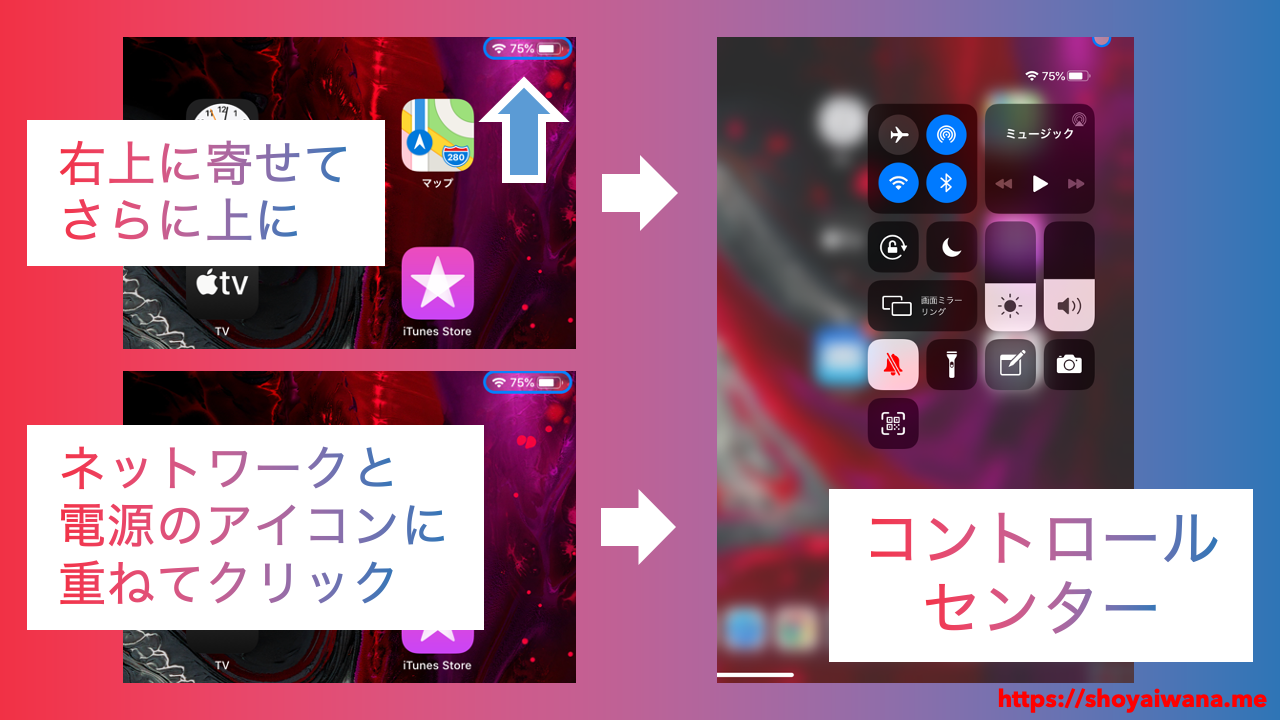 75%
11 12 1
マップ
280
右上に寄せて
さらに上に
tv
TV
iTunes Store
75%
ネットワークと
電源のアイコンに
重ねてクリック
TV
iTunes Store
75%
ミュージック
画面ミラー
リング
コントロール
センター
https://shoyaiwana.me